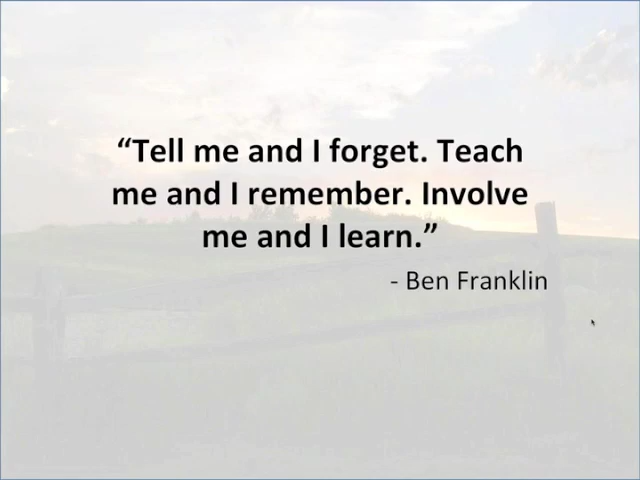 “Tell me and I forget. Teach
me and I remember. Involve
me and I learn.”
- Ben Franklin